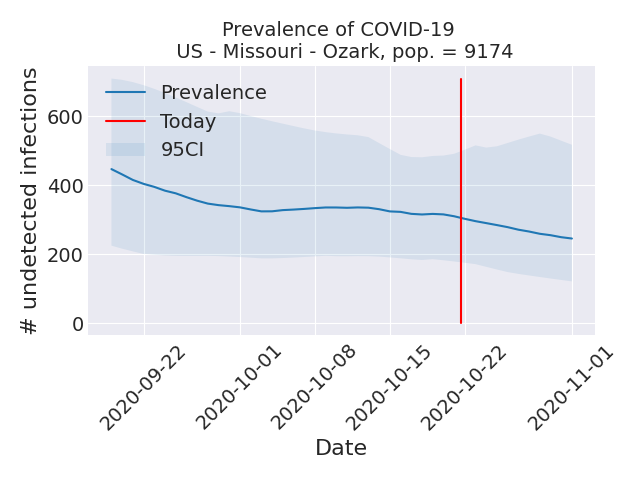 Prevalence of COVID-19
US - Missouri - Ozark, pop. = 9174
# undetected infections
600
400
200
0
Prevalence
Today
95CI
2020-09-22
2020-10-01
2020-10-08
2020-10-15
2020-10-22
2020-11-01
Date